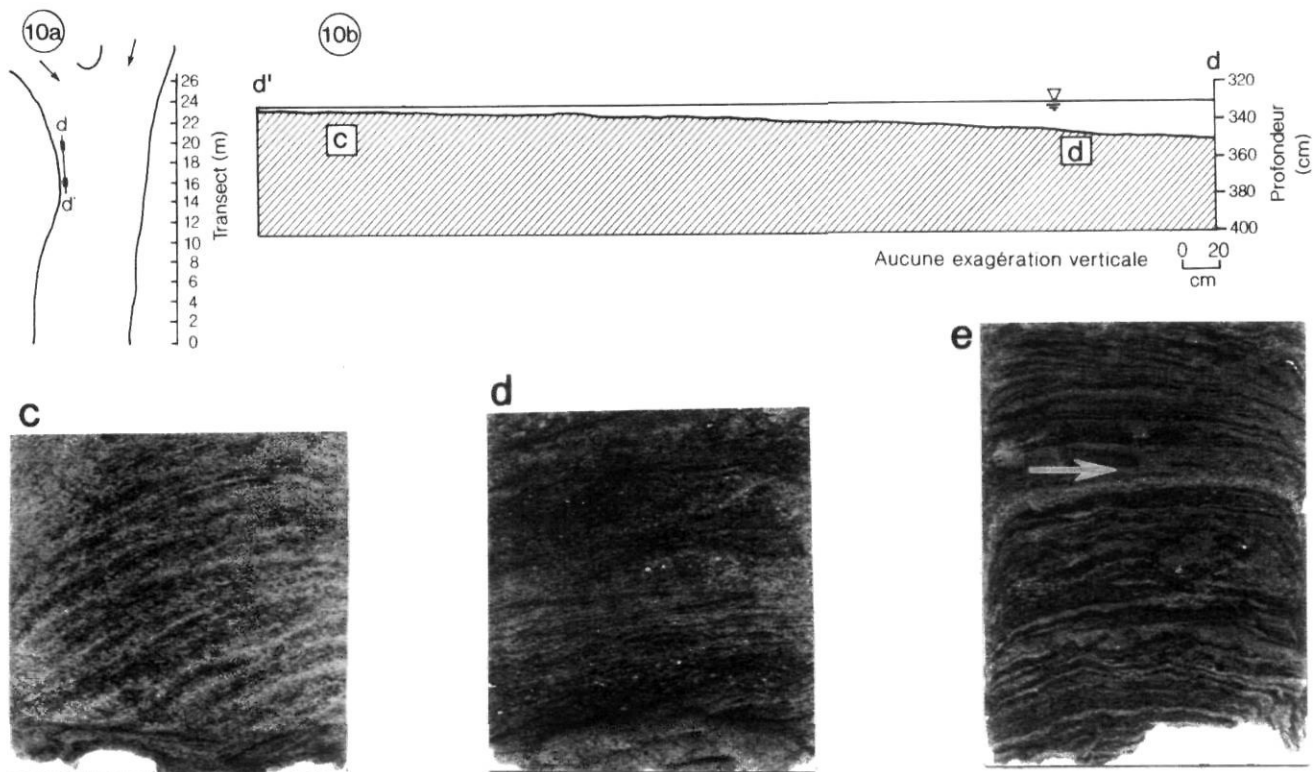 10a
10b
d
d'
26
24
22
20
18
16
14
12
10
8
6
4
2
0
Transect (m)
d'
d
c
d
320
340
360
380
400
Profondeur
(cm)
Aucune exagération verticale
0 20
cm
c
d
e